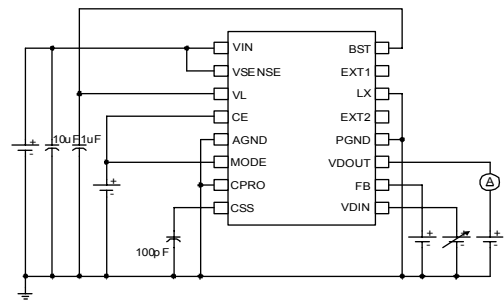 VIN
VSENSE
VL
CE
AGND
MODE
CPRO
CSS
BST
EXT1
LX
EXT2
PGND
VDOUT
FB
VDIN
10uF
1uF
100pF
A
+
-
+
-
+
-
+
-
+
-